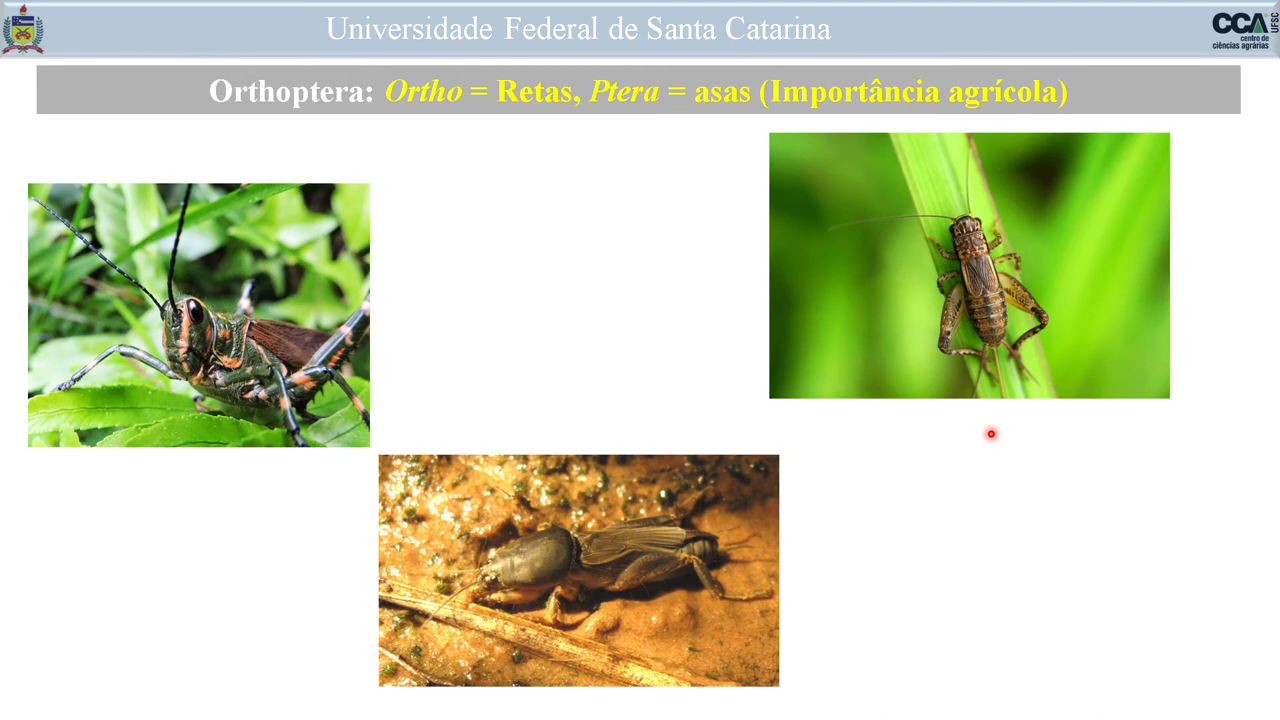 Universidade Federal de Santa Catarina
CCA
UFSC
centro de
ciências agrárias
Orthoptera: Ortho = Retas, Ptera = asas (Importância agrícola)